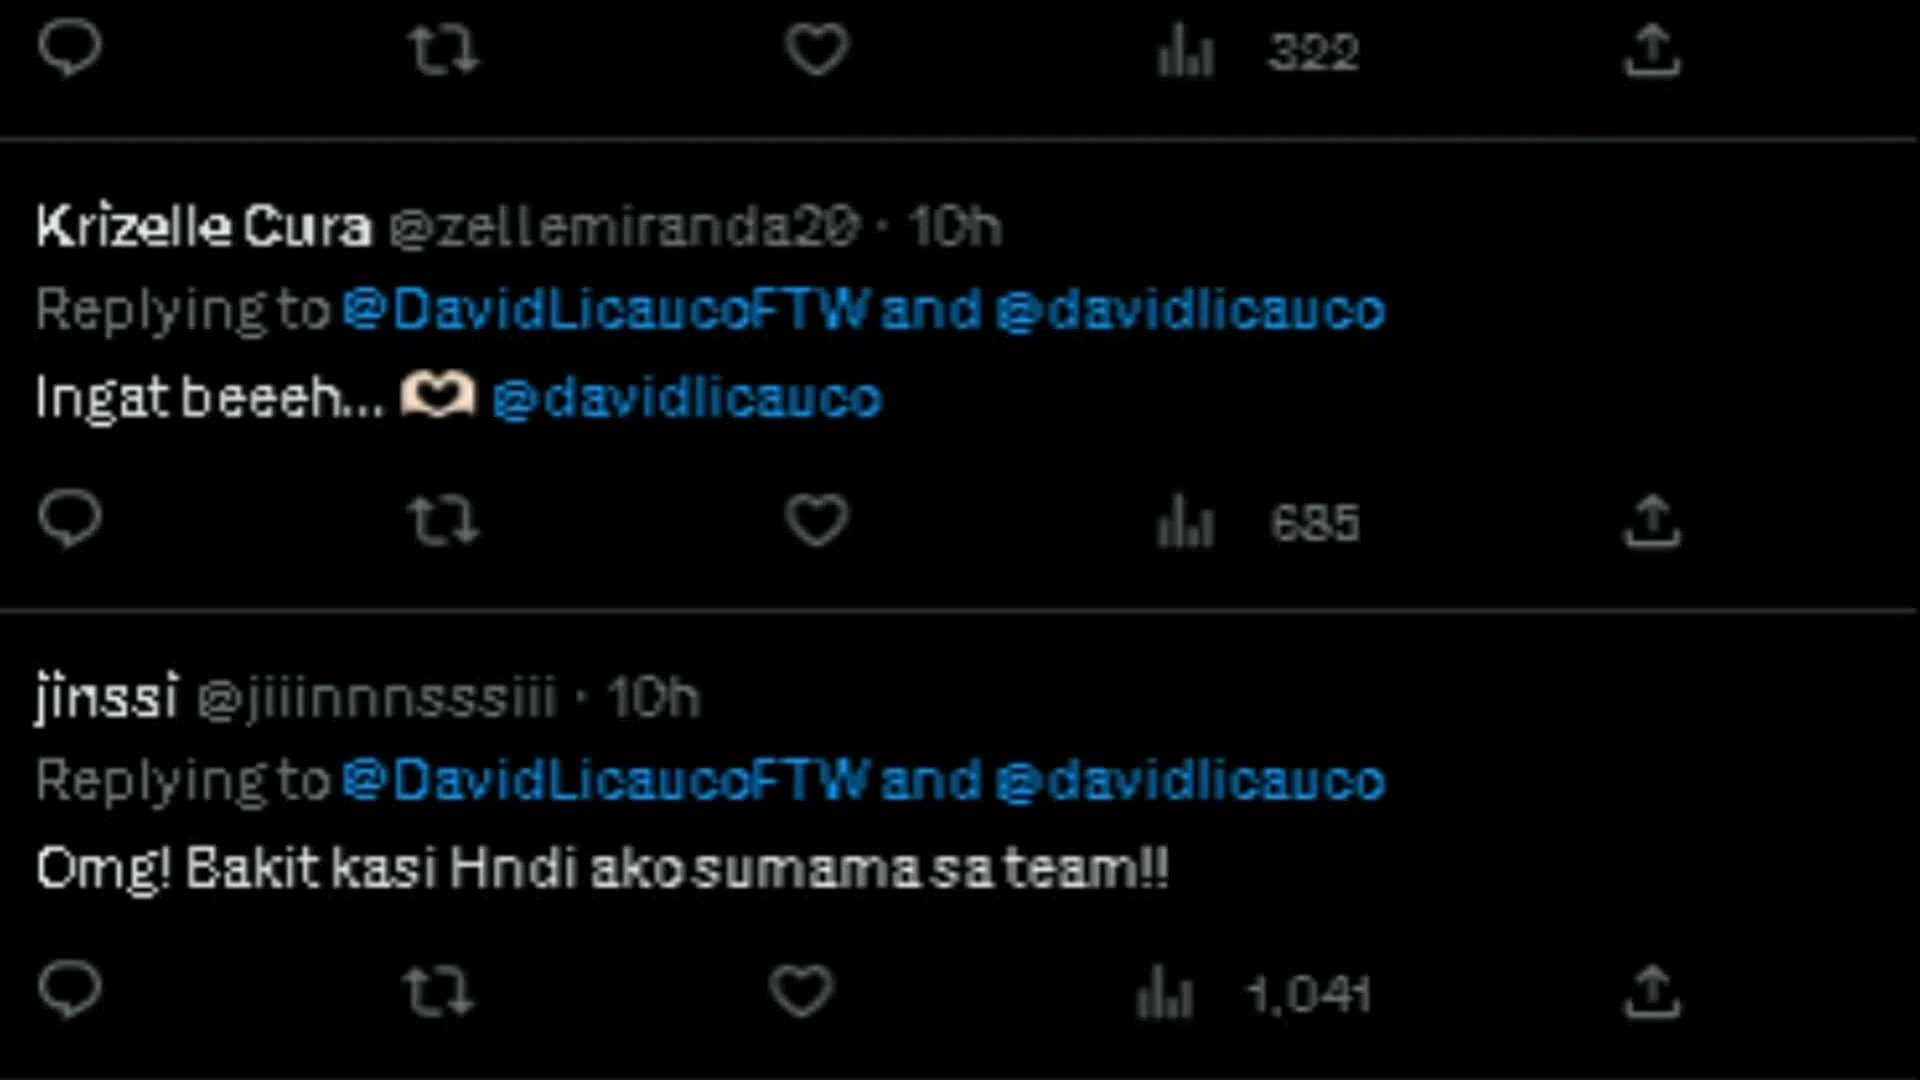 322
Krizelle Cura @zellemiranda20 · 10h
Replying to @DavidLicaucoFTW and @davidlicauco
Ingat beeeh... 🫶🏻 @davidlicauco
685
jinssi @jiiinnnsssiii · 10h
Replying to @DavidLicaucoFTW and @davidlicauco
Omg! Bakit kasi Hndi ako sumama sa team!!
1,041